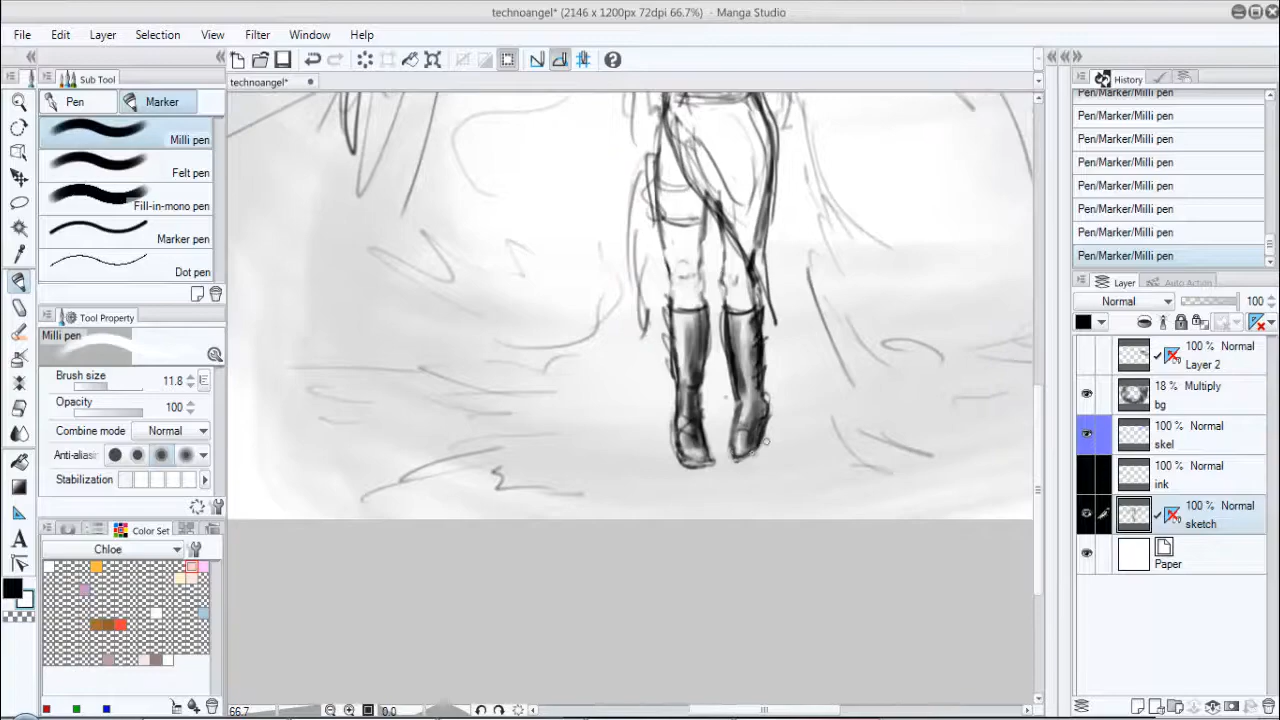 technoangel* (2146 x 1200px 72dpi 66.7%) - Manga Studio
File Edit Layer Selection View Filter Window Help
Sub Tool
technoangel*
History
Pen Marker
Milli pen
Felt pen
Fill-in-mono pen
Marker pen
Dot pen
Tool Property
Milli pen
Brush size 11.8
Opacity 100
Combine mode Normal
Anti-alias
Stabilization
Color Set
Chloe
66.7 0.0
Pen/Marker/Milli pen
Pen/Marker/Milli pen
Pen/Marker/Milli pen
Pen/Marker/Milli pen
Pen/Marker/Milli pen
Pen/Marker/Milli pen
Pen/Marker/Milli pen
Pen/Marker/Milli pen
Layer Auto Action
Normal 100
100 % Normal
Layer 2
18 % Multiply
bg
100 % Normal
skel
100 % Normal
ink
100 % Normal
sketch
Paper